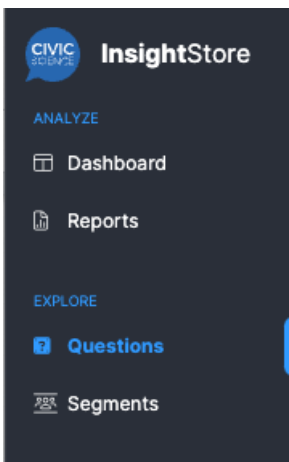 CIVIC
SCIENCE
InsightStore
ANALYZE
Dashboard
Reports
EXPLORE
?
Questions
Segments